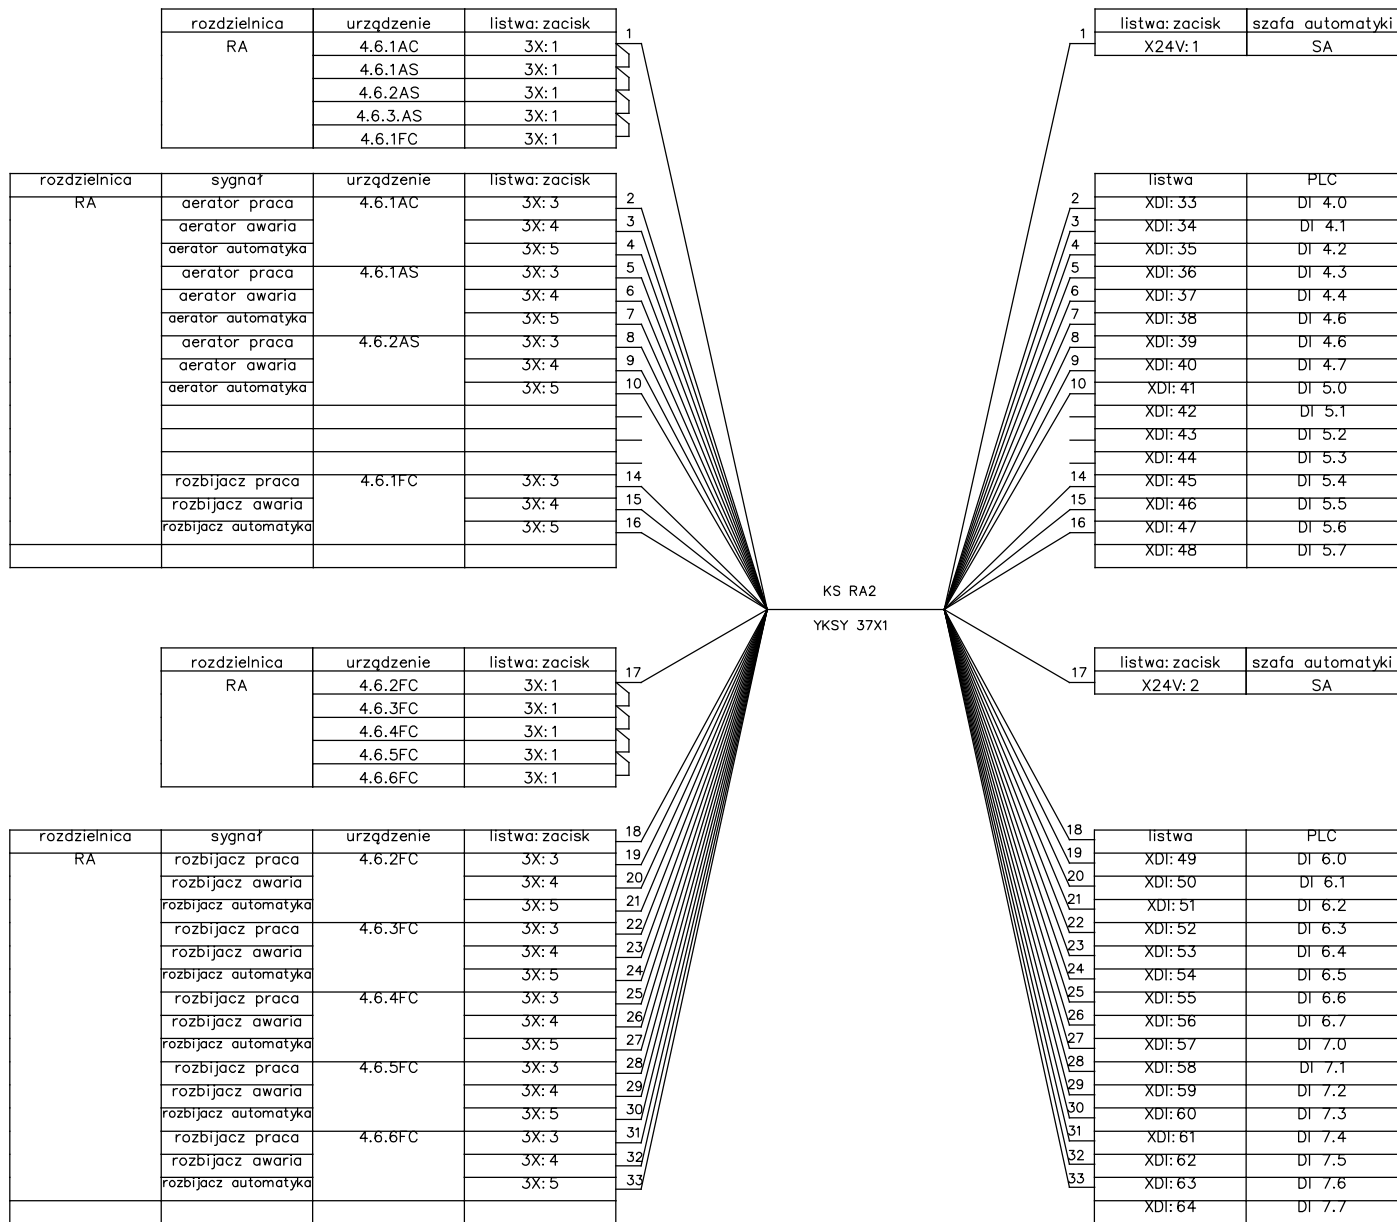 rozdzielnica urządzenie listwa: zacisk
RA 4.6.1AC 3X: 1 1
4.6.1AS 3X: 1
4.6.2AS 3X: 1
4.6.3.AS 3X: 1
4.6.1FC 3X: 1
listwa: zacisk szafa automatyki
1 X24V: 1 SA
rozdzielnica sygnał urządzenie listwa: zacisk
RA aerator praca 4.6.1AC 3X: 3 2
aerator awaria 3X: 4 3
aerator automatyka 3X: 5 4
aerator praca 4.6.1AS 3X: 3 5
aerator awaria 3X: 4 6
aerator automatyka 3X: 5 7
aerator praca 4.6.2AS 3X: 3 8
aerator awaria 3X: 4 9
aerator automatyka 3X: 5 10
rozbijacz praca 4.6.1FC 3X: 3 14
rozbijacz awaria 3X: 4 15
rozbijacz automatyka 3X: 5 16
listwa PLC
2 XDI: 33 DI 4.0
3 XDI: 34 DI 4.1
4 XDI: 35 DI 4.2
5 XDI: 36 DI 4.3
6 XDI: 37 DI 4.4
7 XDI: 38 DI 4.6
8 XDI: 39 DI 4.6
9 XDI: 40 DI 4.7
10 XDI: 41 DI 5.0
XDI: 42 DI 5.1
XDI: 43 DI 5.2
XDI: 44 DI 5.3
14 XDI: 45 DI 5.4
15 XDI: 46 DI 5.5
16 XDI: 47 DI 5.6
XDI: 48 DI 5.7
KS RA2
YKSY 37X1
rozdzielnica urządzenie listwa: zacisk
RA 4.6.2FC 3X: 1 17
4.6.3FC 3X: 1
4.6.4FC 3X: 1
4.6.5FC 3X: 1
4.6.6FC 3X: 1
listwa: zacisk szafa automatyki
17 X24V: 2 SA
rozdzielnica sygnał urządzenie listwa: zacisk 18
RA rozbijacz praca 4.6.2FC 3X: 3 19
rozbijacz awaria 3X: 4 20
rozbijacz automatyka 3X: 5 21
rozbijacz praca 4.6.3FC 3X: 3 22
rozbijacz awaria 3X: 4 23
rozbijacz automatyka 3X: 5 24
rozbijacz praca 4.6.4FC 3X: 3 25
rozbijacz awaria 3X: 4 26
rozbijacz automatyka 3X: 5 27
rozbijacz praca 4.6.5FC 3X: 3 28
rozbijacz awaria 3X: 4 29
rozbijacz automatyka 3X: 5 30
rozbijacz praca 4.6.6FC 3X: 3 31
rozbijacz awaria 3X: 4 32
rozbijacz automatyka 3X: 5 33
18 listwa PLC
19 XDI: 49 DI 6.0
20 XDI: 50 DI 6.1
21 XDI: 51 DI 6.2
22 XDI: 52 DI 6.3
23 XDI: 53 DI 6.4
24 XDI: 54 DI 6.5
25 XDI: 55 DI 6.6
26 XDI: 56 DI 6.7
27 XDI: 57 DI 7.0
28 XDI: 58 DI 7.1
29 XDI: 59 DI 7.2
30 XDI: 60 DI 7.3
31 XDI: 61 DI 7.4
32 XDI: 62 DI 7.5
33 XDI: 63 DI 7.6
XDI: 64 DI 7.7